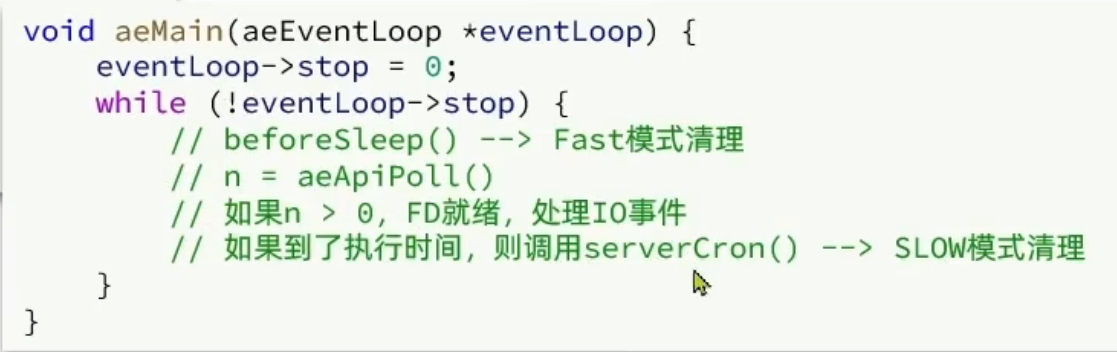 void aeMain(aeEventLoop *eventLoop) {
    eventLoop->stop = 0;
    while (!eventLoop->stop) {
        // beforeSleep() --> Fast模式清理
        // n = aeApiPoll()
        // 如果n > 0, FD就绪, 处理IO事件
        // 如果到了执行时间, 则调用serverCron() --> SLOW模式清理
    }
}